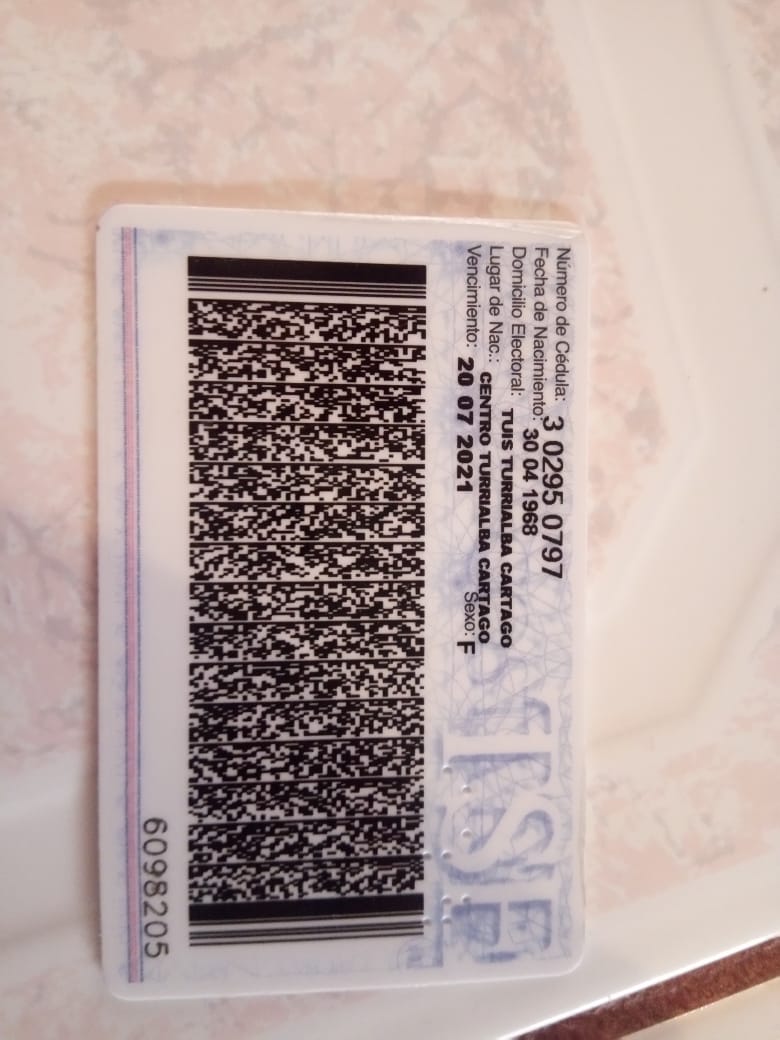 Número de Cédula: 3 0295 0797
Fecha de Nacimiento: 30 04 1968
Domicilio Electoral: TUIS TURRIALBA CARTAGO
Lugar de Nac.: CENTRO TURRIALBA CARTAGO
Vencimiento: 20 07 2021 Sexo: F
TSE
6098205